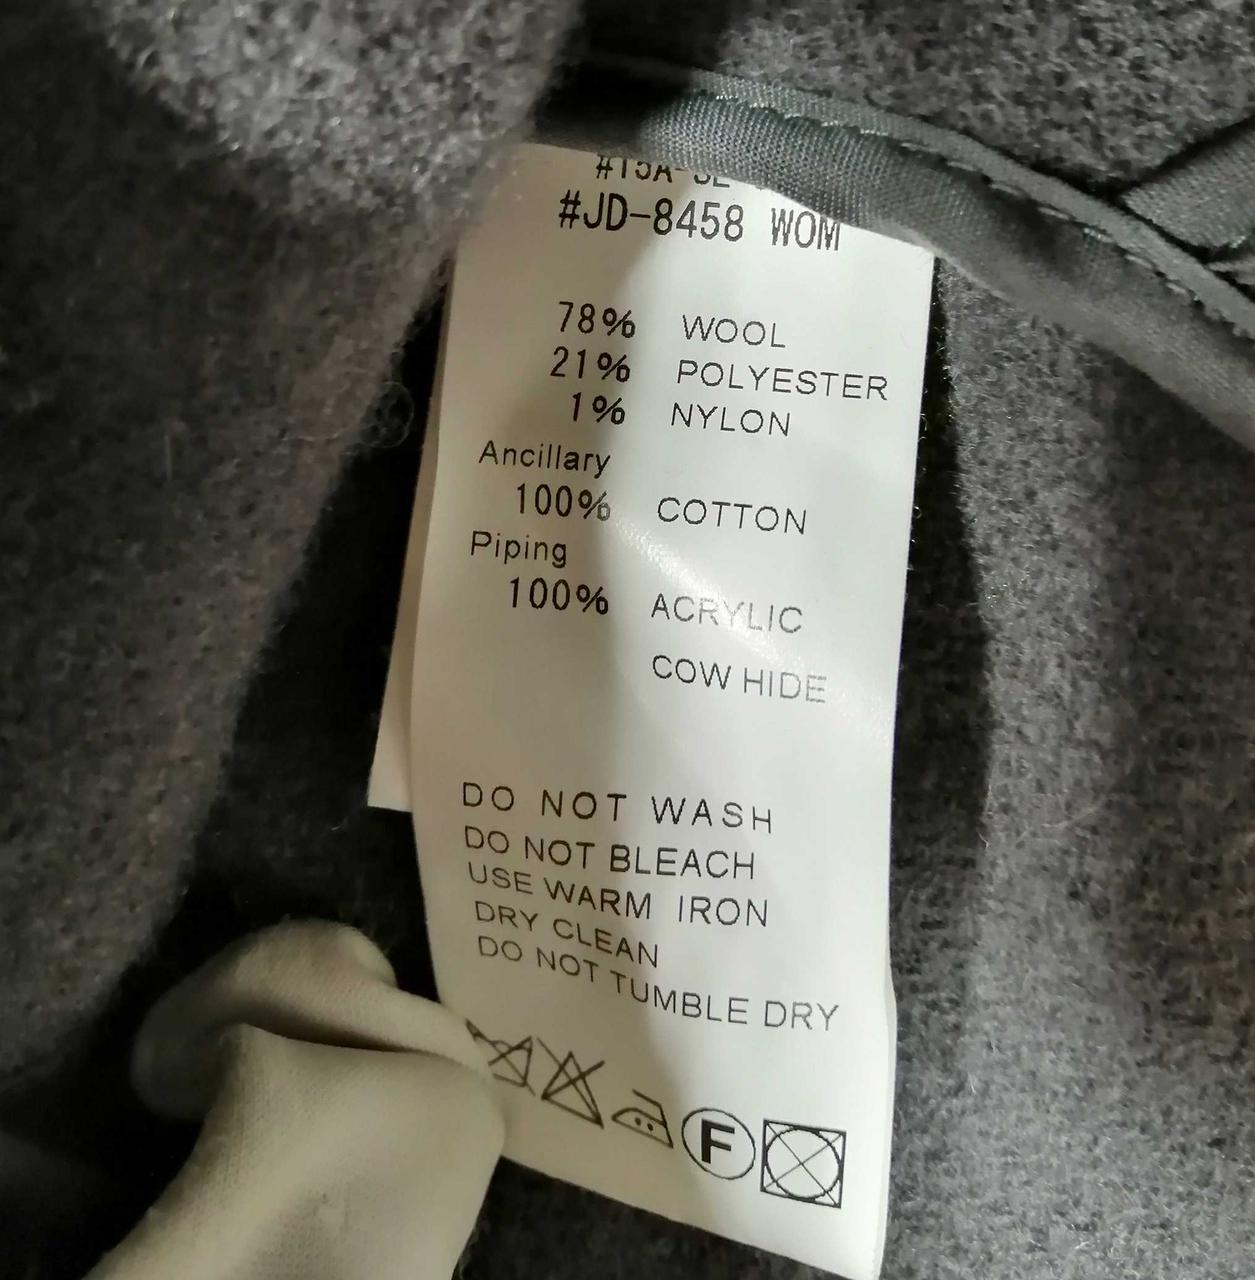 #JD-8458 WOM
78% WOOL
21% POLYESTER
1% NYLON
Ancillary
100% COTTON
Piping
100% ACRYLIC
COW HIDE
DO NOT WASH
DO NOT BLEACH
USE WARM IRON
DRY CLEAN
DO NOT TUMBLE DRY
F